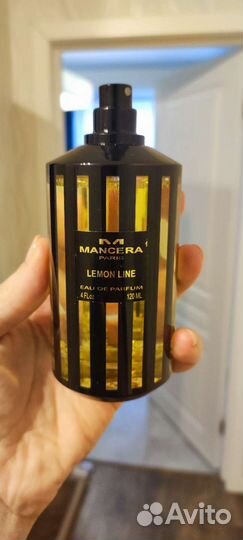 M
MANCERA
PARIS
LEMON LINE
EAU DE PARFUM
4 Fl.oz 120 ML
Avito